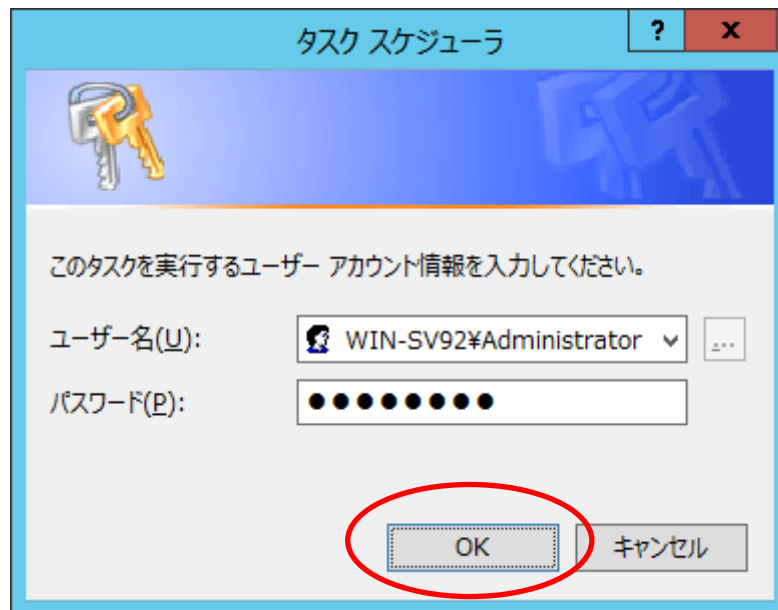 タスク スケジューラ
?
x
このタスクを実行するユーザー アカウント情報を入力してください。
ユーザー名(U):
WIN-SV92¥Administrator
...
パスワード(P):
●●●●●●●●
OK
キャンセル